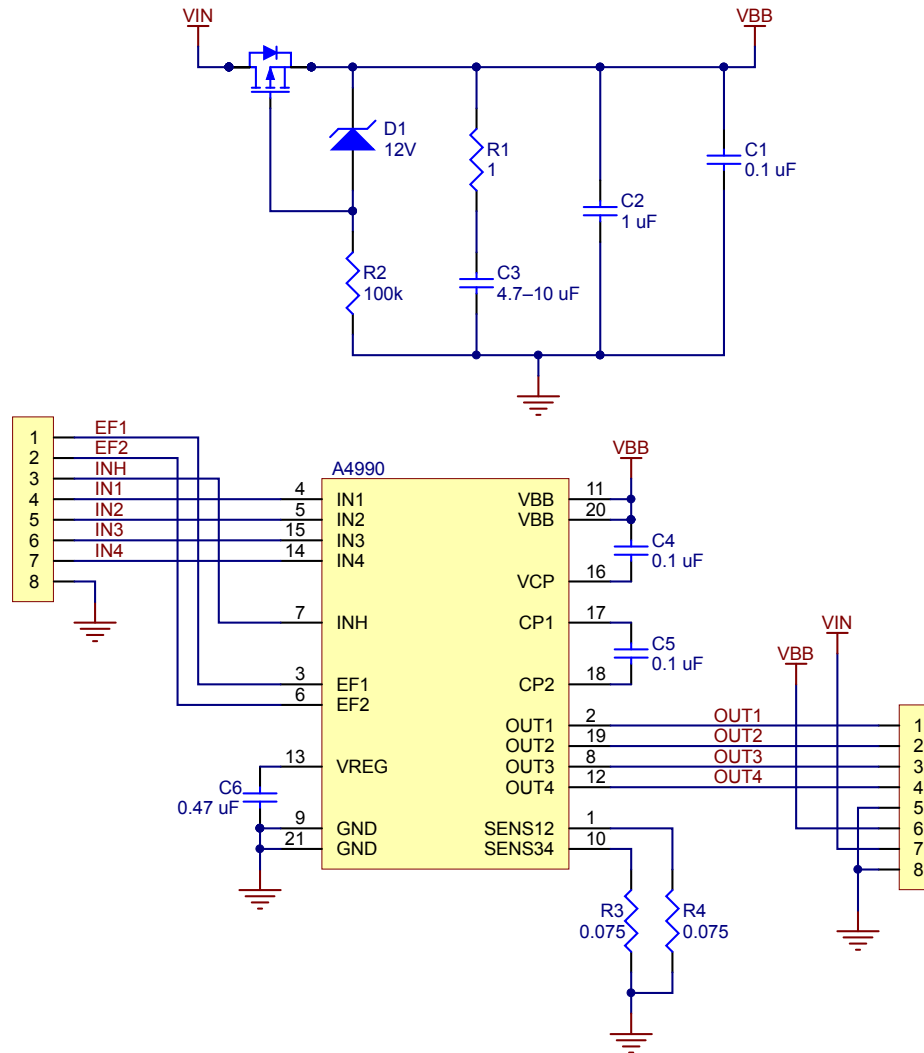 VIN
VBB
D1
12V
R1
1
C1
0.1 uF
C2
1 uF
R2
100k
C3
4.7–10 uF
1
2
3
4
5
6
7
8
EF1
EF2
INH
IN1
IN2
IN3
IN4
A4990
4 IN1
5 IN2
15 IN3
14 IN4
7 INH
3 EF1
6 EF2
13 VREG
9 GND
21 GND
C6
0.47 uF
VBB 11
VBB 20
VCP 16
CP1 17
CP2 18
OUT1 2
OUT2 19
OUT3 8
OUT4 12
SENS12 1
SENS34 10
VBB
C4
0.1 uF
C5
0.1 uF
VIN
VBB
OUT1
OUT2
OUT3
OUT4
1
2
3
4
5
6
7
8
R3
0.075
R4
0.075